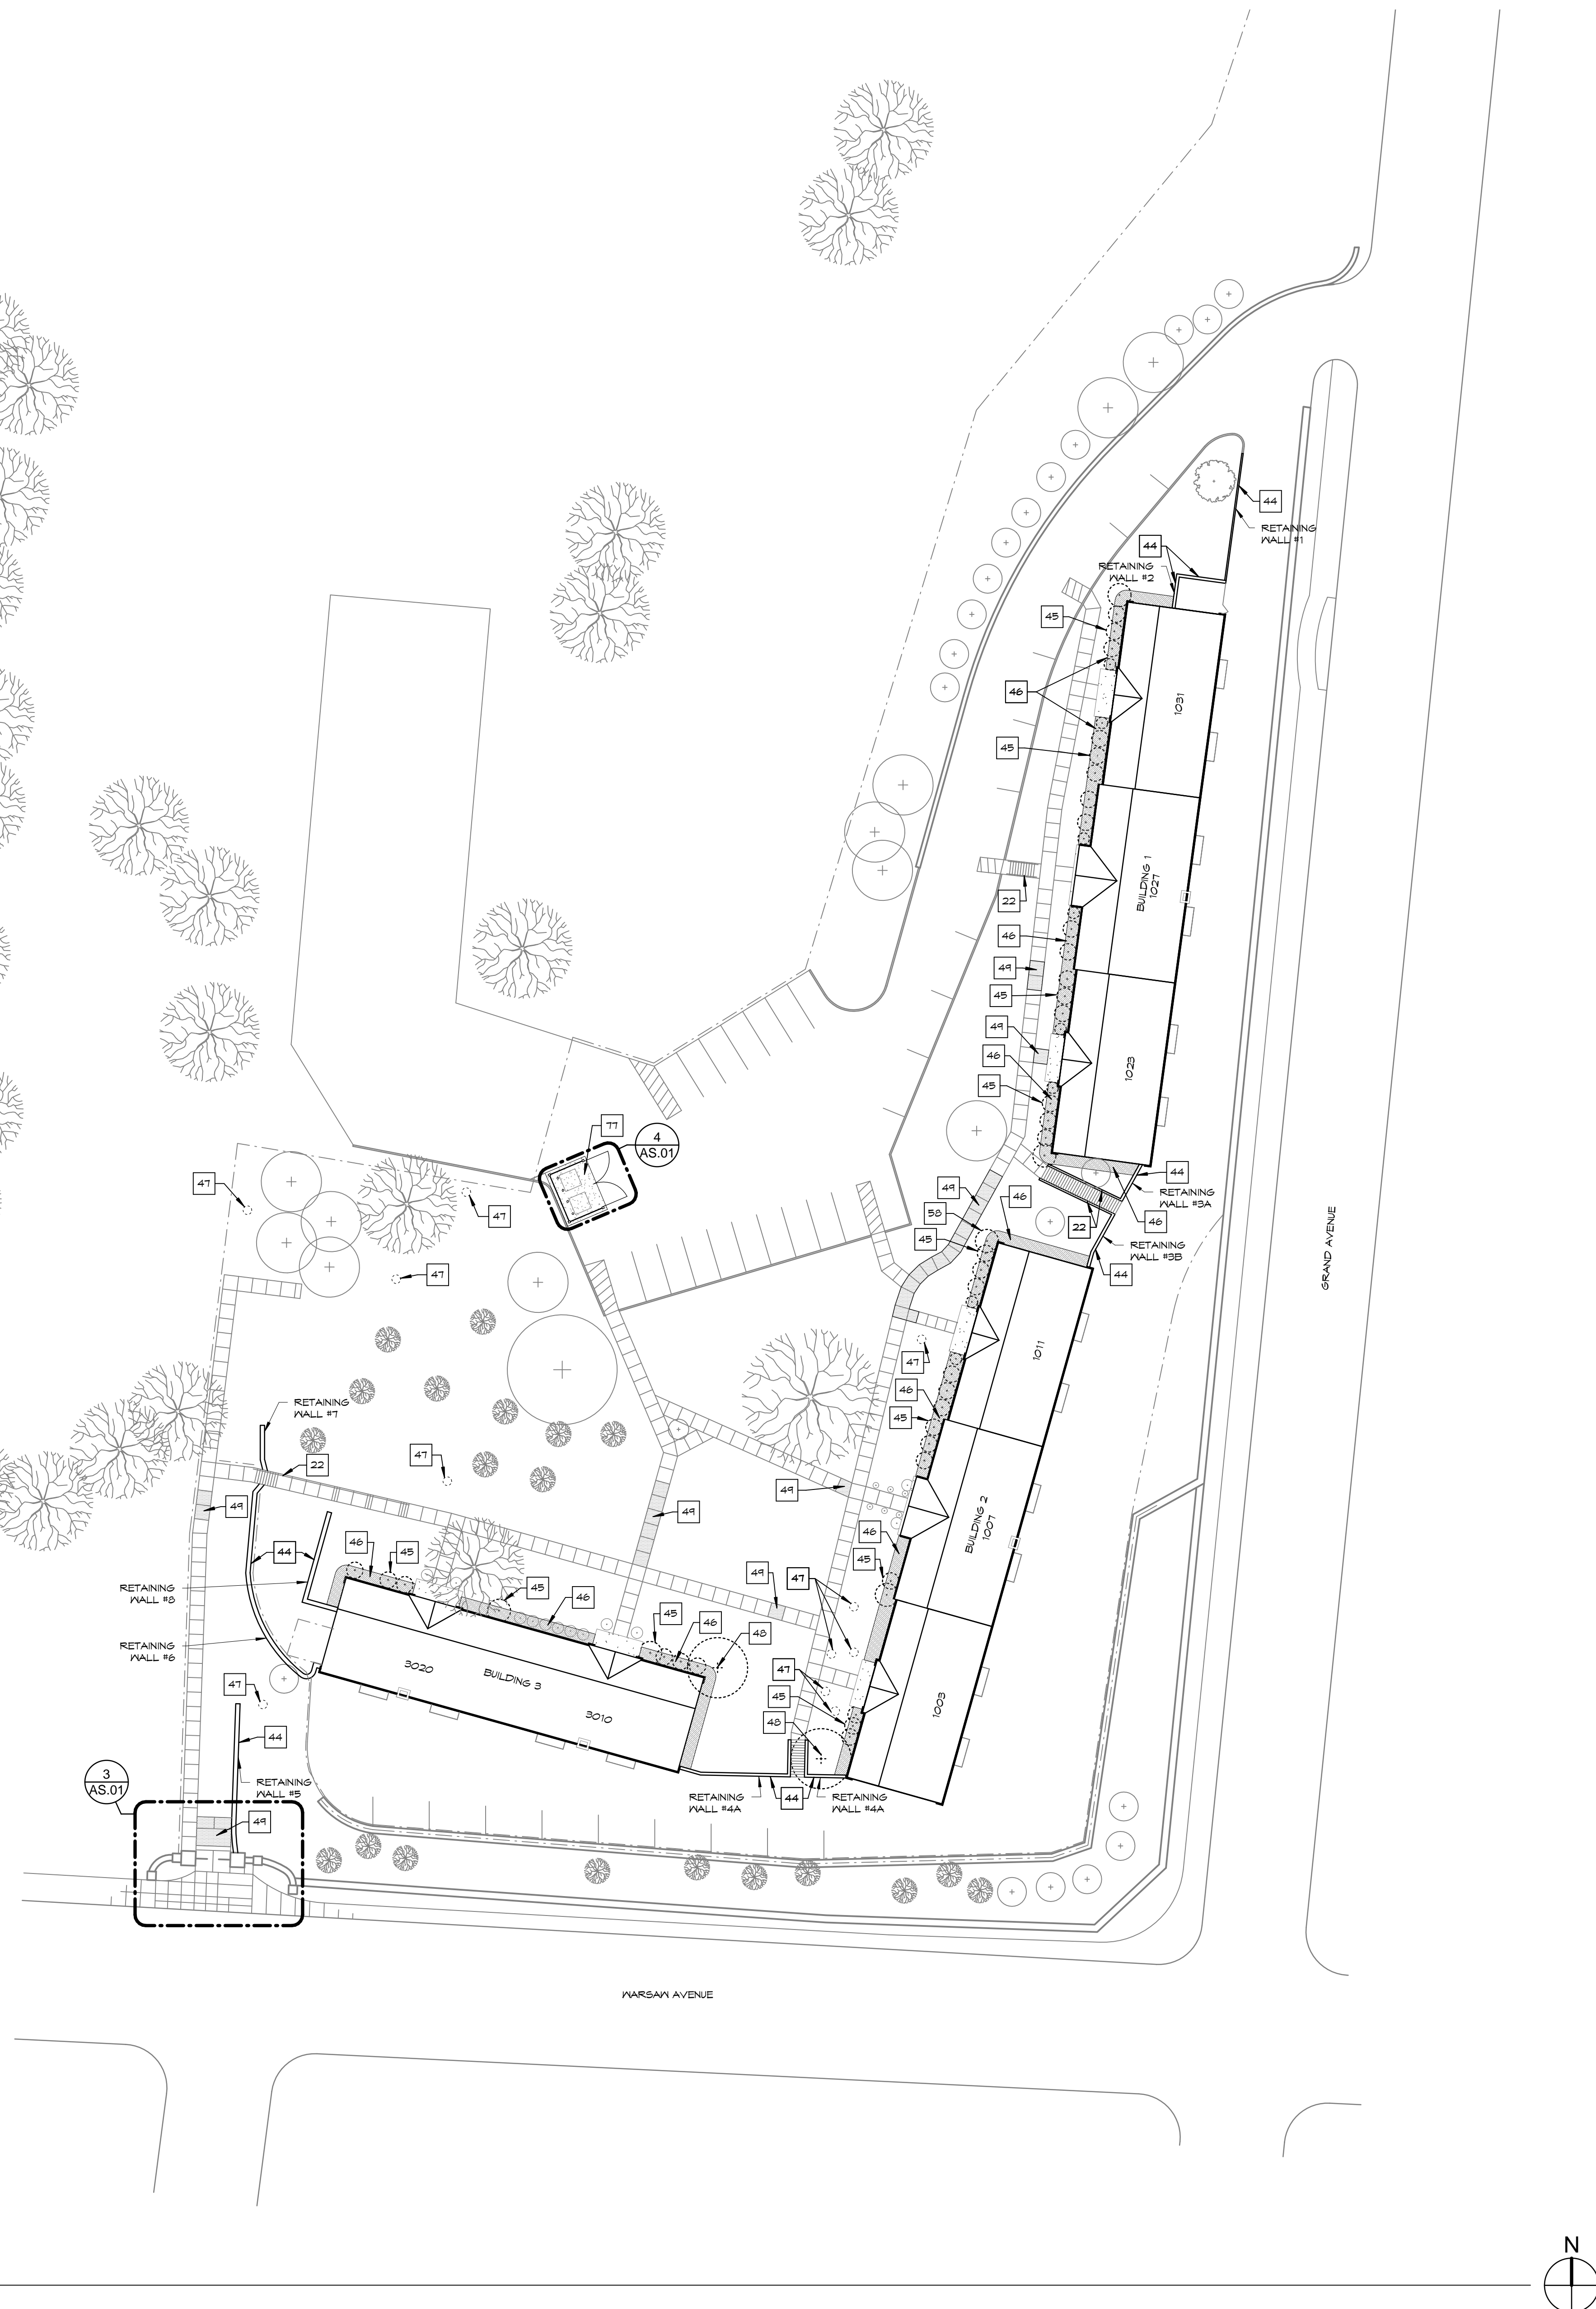 44
RETAINING
WALL #1
44
RETAINING
WALL #2
45
46
1031
45
22
BUILDING 1
1027
46
49
45
49
46
1023
45
77
4
AS.01
44
RETAINING
WALL #3A
47
49
46
46
22
47
58
45
RETAINING
WALL #3B
GRAND AVENUE
47
44
1011
47
RETAINING
WALL #7
46
45
22
47
49
49
49
BUILDING 2
1007
44
46
45
46
45
49
47
45
46
RETAINING
WALL #8
45
46
48
RETAINING
WALL #6
3020
BUILDING 3
47
47
45
1003
3010
48
44
RETAINING
WALL #5
3
AS.01
RETAINING
WALL #4A
44
RETAINING
WALL #4A
49
WARSAW AVENUE
N